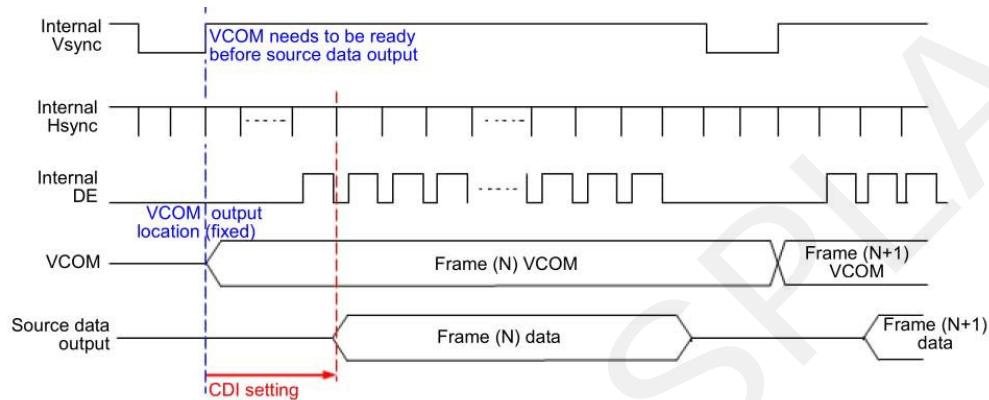 Internal
Vsync
VCOM needs to be ready
before source data output
Internal
Hsync
Internal
DE
VCOM output
location (fixed)
VCOM
Frame (N) VCOM
Frame (N+1)
VCOM
Source data
output
Frame (N) data
Frame (N+1)
data
CDI setting
SPLA